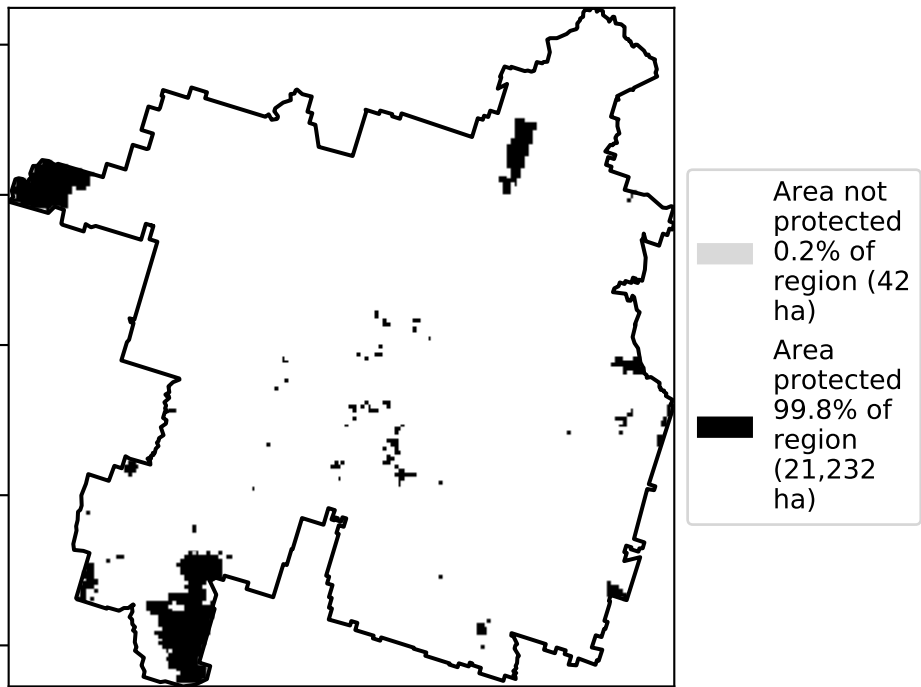 Area not
protected
0.2% of
region (42
ha)
Area
protected
99.8% of
region
(21,232
ha)